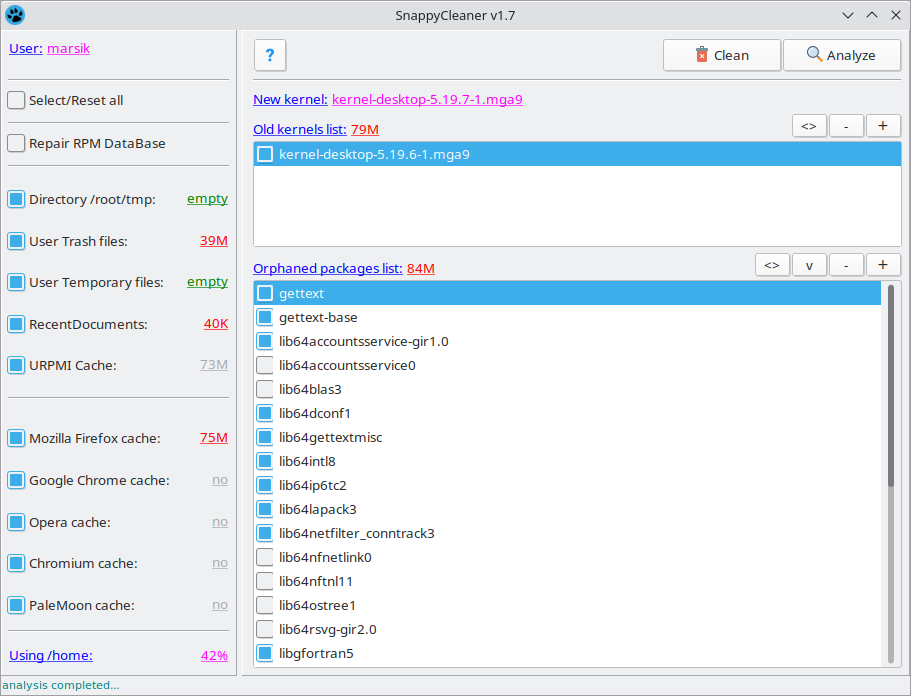 SnappyCleaner v1.7
User: marsik
Select/Reset all
Repair RPM DataBase
Directory /root/tmp: empty
User Trash files: 39M
User Temporary files: empty
RecentDocuments: 40K
URPMI Cache: 73M
Mozilla Firefox cache: 75M
Google Chrome cache: no
Opera cache: no
Chromium cache: no
PaleMoon cache: no
Using /home: 42%
? Clean Analyze
New kernel: kernel-desktop-5.19.7-1.mga9
Old kernels list: 79M <> - +
kernel-desktop-5.19.6-1.mga9
Orphaned packages list: 84M <> v - +
gettext
gettext-base
lib64accountsservice-gir1.0
lib64accountsservice0
lib64blas3
lib64dconf1
lib64gettextmisc
lib64intl8
lib64ip6tc2
lib64lapack3
lib64netfilter_conntrack3
lib64nfnetlink0
lib64nftnl11
lib64ostree1
lib64rsvg-gir2.0
libgfortran5
analysis completed...